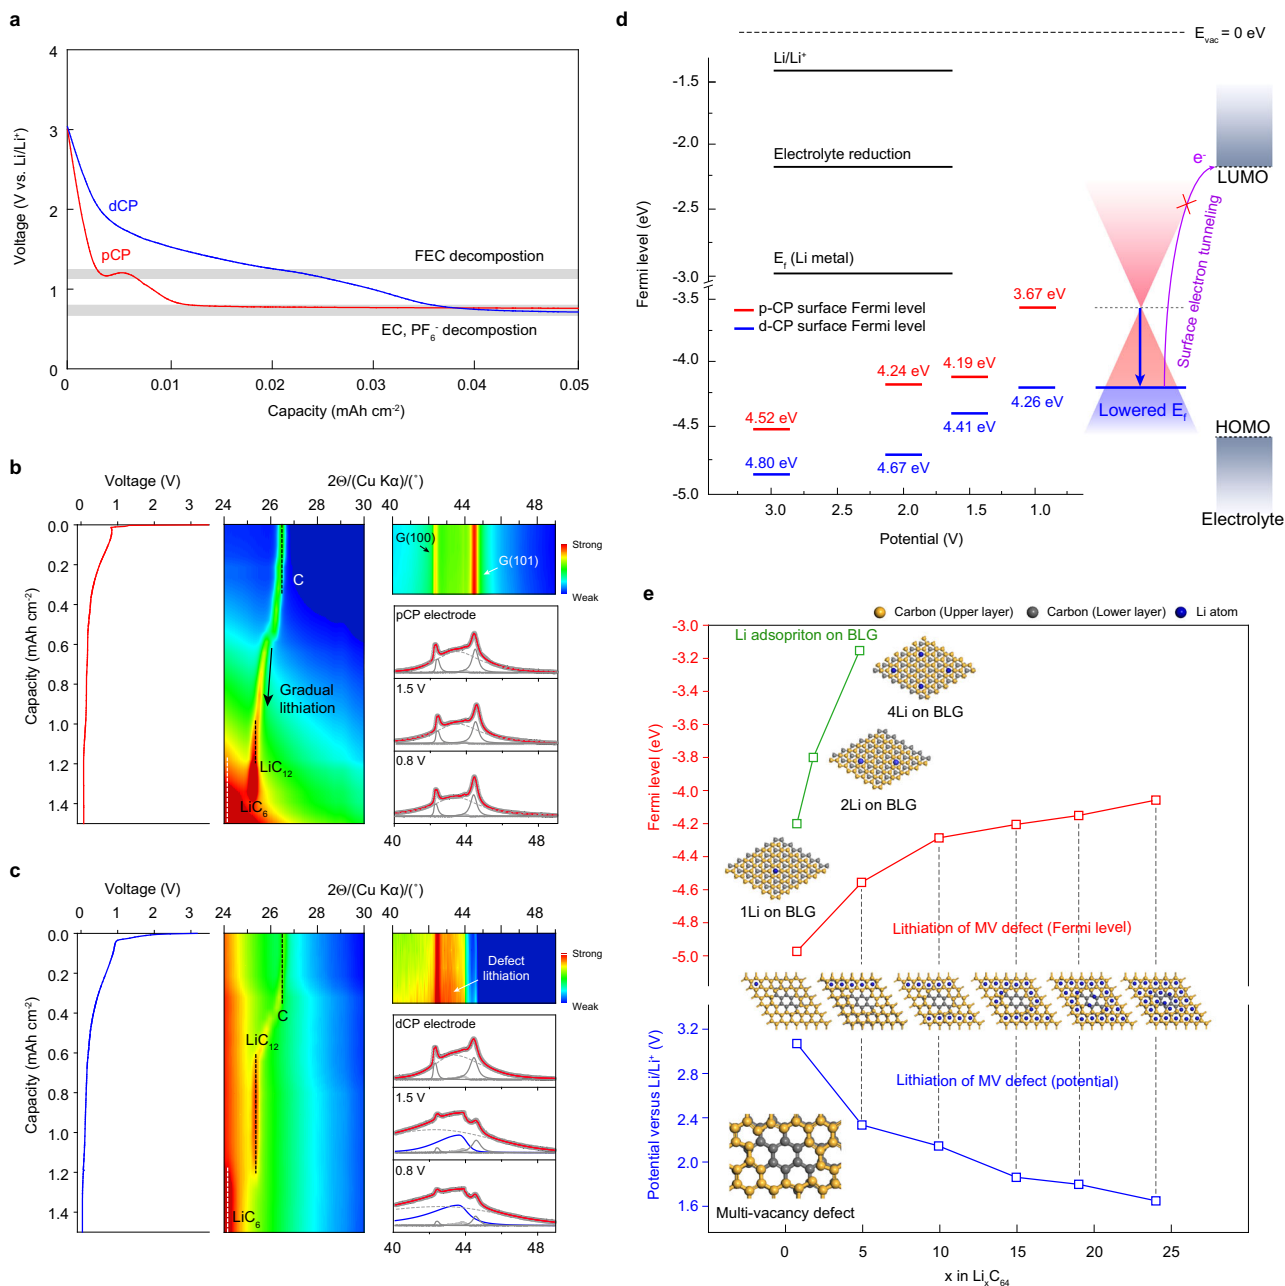 a
4
3
2
1
0
Voltage (V vs. Li/Li⁺)
dCP
pCP
FEC decompostion
EC, PF₆⁻ decompostion
0 0.01 0.02 0.03 0.04 0.05
Capacity (mAh cm⁻²)
b
Voltage (V)
0 1 3
2Θ/(Cu Kα)/(°)
24 26 28 30
42 44 46 48
0.0
0.2
0.4
0.6
0.8
1.0
1.2
1.4
Capacity (mAh cm⁻²)
C
Gradual
lithiation
LiC₁₂
LiC₆
G(100)
G(101)
Strong
Weak
pCP electrode
1.5 V
0.8 V
40 44 48
c
Voltage (V)
0 1 3
2Θ/(Cu Kα)/(°)
24 26 28 30
42 44 46 48
0.0
0.2
0.4
0.6
0.8
1.0
1.2
1.4
Capacity (mAh cm⁻²)
C
LiC₁₂
LiC₆
Defect
lithiation
Strong
Weak
dCP electrode
1.5 V
0.8 V
40 44 48
d
E_vac = 0 eV
-1.5
-2.0
-2.5
-3.0
-3.5
-4.0
-4.5
-5.0
Fermi level (eV)
Li/Li⁺
Electrolyte reduction
E_f (Li metal)
p-CP surface Fermi level
d-CP surface Fermi level
3.67 eV
4.24 eV
4.19 eV
4.52 eV
4.26 eV
4.41 eV
4.80 eV
4.67 eV
3.0 2.5 2.0 1.5 1.0
Potential (V)
e⁻
LUMO
Surface electron tunneling
Lowered E_f
HOMO
Electrolyte
e
Carbon (Upper layer) Carbon (Lower layer) Li atom
-3.0
-3.2
-3.4
-3.6
-3.8
-4.0
-4.2
-4.4
-4.6
-4.8
-5.0
Fermi level (eV)
Li adsopriton on BLG
4Li on BLG
2Li on BLG
1Li on BLG
Lithiation of MV defect (Fermi level)
3.2
2.8
2.4
2.0
1.6
Potential versus Li/Li⁺ (V)
Lithiation of MV defect (potential)
Multi-vacancy defect
0 5 10 15 20 25
x in LiₓC₆₄